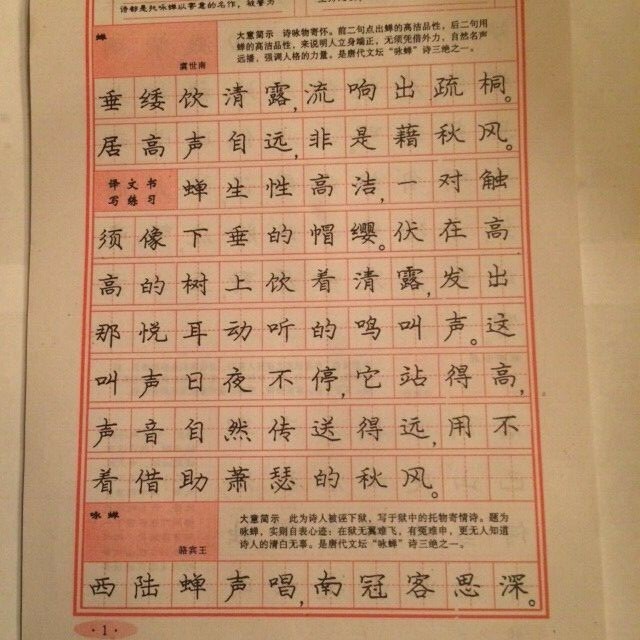 诗都是托咏蝉以寄意的名作，被誉为
蝉
虞世南
大意简示 诗咏物寄怀。前二句点出蝉的高洁品性，后二句用
蝉的高洁品性，来说明人立身端正，无须凭借外力，自然名声
远播，强调人格的力量。是唐代文坛“咏蝉”诗三绝之一。
垂緌饮清露，流响出疏桐。
居高声自远，非是藉秋风。
译文书
写练习
蝉生性高洁，一对触
须像下垂的帽缨。伏在高
高的树上饮着清露，发出
那悦耳动听的鸣叫声。这
叫声日夜不停，它站得高，
声音自然传送得远，用不
着借助萧瑟的秋风。
咏蝉
骆宾王
大意简示 此为诗人被诬下狱，写于狱中的托物寄情诗。题为
咏蝉，实则自表心迹：在狱无翼难飞，有冤难申，更无人知道
诗人的清白无辜。是唐代文坛“咏蝉”诗三绝之一。
西陆蝉声唱，南冠客思深。
·1·